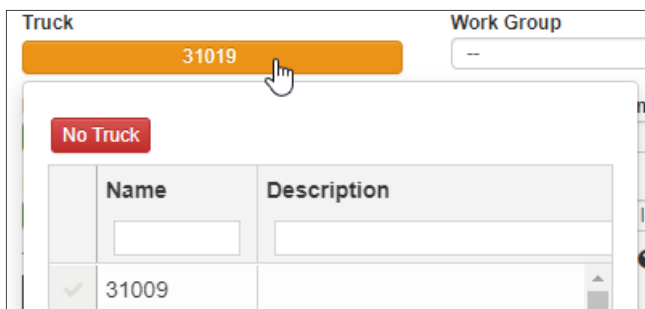 Truck
Work Group
31019
--
No Truck
Name
Description
31009